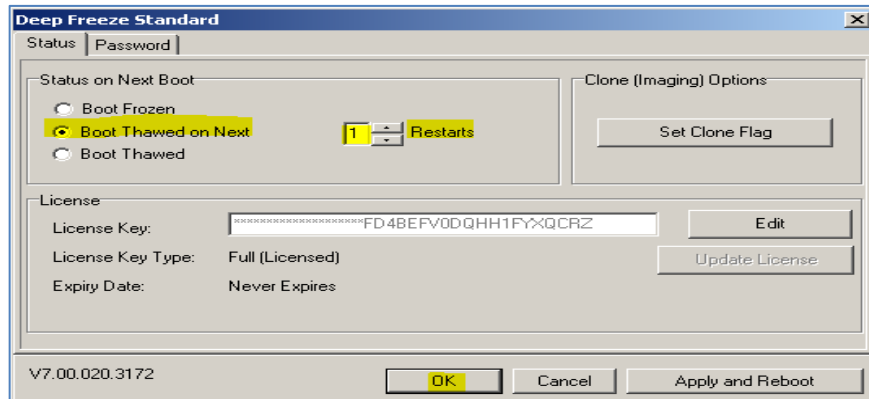 Deep Freeze Standard
Status Password
Status on Next Boot
Boot Frozen
Boot Thawed on Next 1 Restarts
Boot Thawed
Clone (Imaging) Options
Set Clone Flag
License
License Key: ********************FD4BEFV0DQHH1FYXQCRZ Edit
License Key Type: Full (Licensed) Update License
Expiry Date: Never Expires
V7.00.020.3172 OK Cancel Apply and Reboot